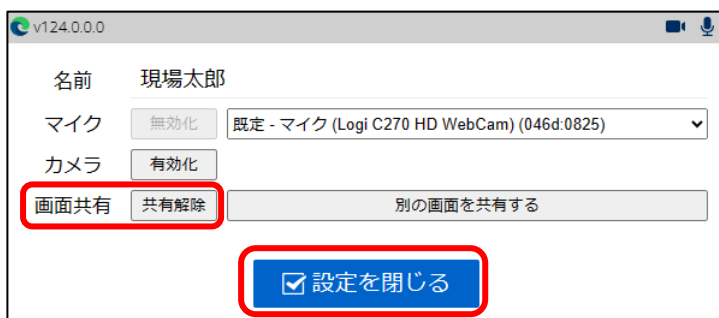 v124.0.0.0
名前 現場太郎
マイク 無効化 既定 - マイク (Logi C270 HD WebCam) (046d:0825)
カメラ 有効化
画面共有 共有解除 別の画面を共有する
設定を閉じる